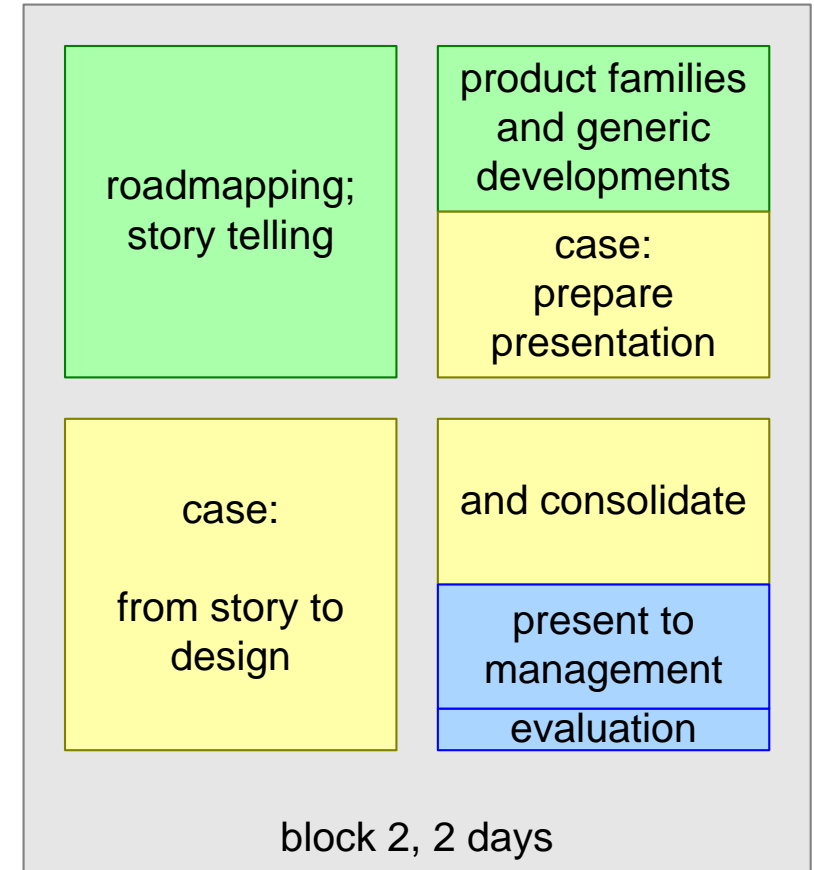 roadmapping;
story telling
product families
and generic
developments
case:
prepare
presentation
case:
from story to
design
and consolidate
present to
management
evaluation
block 2, 2 days